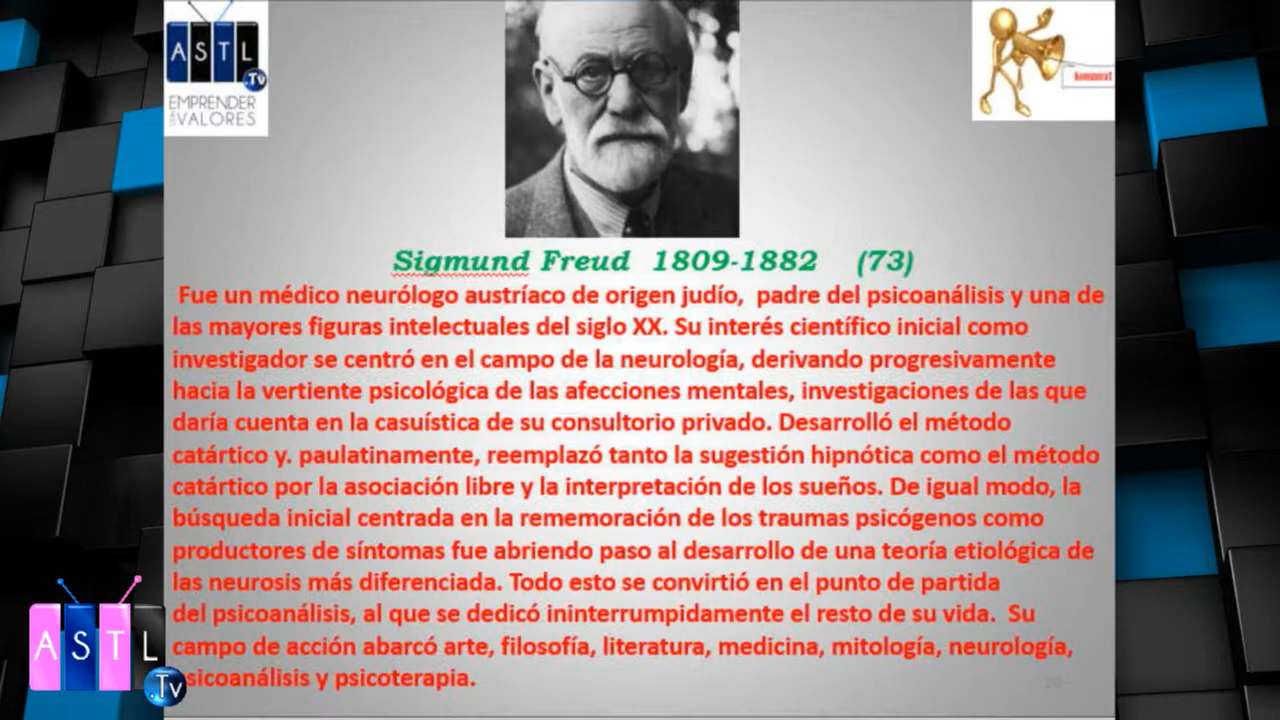 ASTL
.Tv
EMPRENDER
VALORES
Sigmund Freud 1809-1882 (73)
Fue un médico neurólogo austríaco de origen judío, padre del psicoanálisis y una de
las mayores figuras intelectuales del siglo XX. Su interés científico inicial como
investigador se centró en el campo de la neurología, derivando progresivamente
hacia la vertiente psicológica de las afecciones mentales, investigaciones de las que
daría cuenta en la casuística de su consultorio privado. Desarrolló el método
catártico y. paulatinamente, reemplazó tanto la sugestión hipnótica como el método
catártico por la asociación libre y la interpretación de los sueños. De igual modo, la
búsqueda inicial centrada en la rememoración de los traumas psicógenos como
productores de síntomas fue abriendo paso al desarrollo de una teoría etiológica de
las neurosis más diferenciada. Todo esto se convirtió en el punto de partida
del psicoanálisis, al que se dedicó ininterrumpidamente el resto de su vida. Su
campo de acción abarcó arte, filosofía, literatura, medicina, mitología, neurología,
sicoanálisis y psicoterapia.
ASTL
.Tv